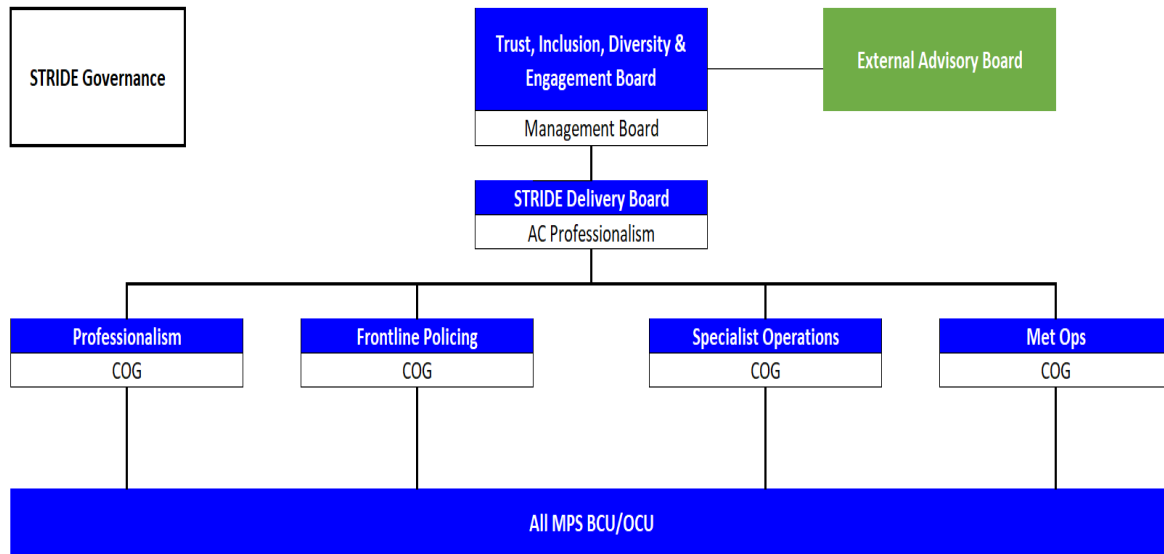 STRIDE Governance
Trust, Inclusion, Diversity &
Engagement Board
Management Board
External Advisory Board
STRIDE Delivery Board
AC Professionalism
Professionalism
COG
Frontline Policing
COG
Specialist Operations
COG
Met Ops
COG
All MPS BCU/OCU